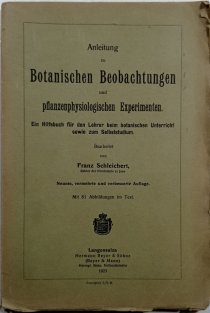 Anleitung
zu
Botanischen Beobachtungen
und
pflanzenphysiologischen Experimenten.
Ein Hilfsbuch für den Lehrer beim botanischen Unterricht
sowie zum Selbststudium.
Bearbeitet
von
Franz Schleichert,
Neunte, vermehrte und verbesserte Auflage.
Mit 81 Abbildungen im Text.
Langensalza
Hermann Beyer & Söhne
(Beyer & Mann)